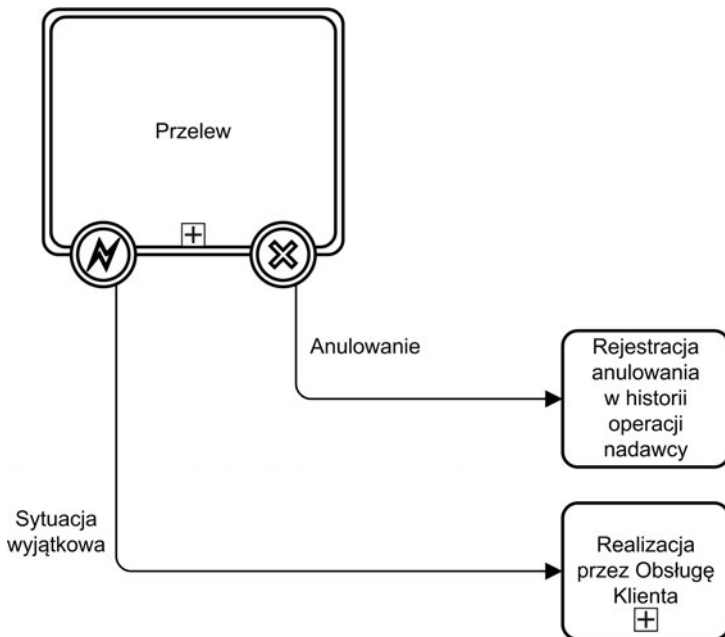 Przelew
Anulowanie
Rejestracja
anulowania
w historii
operacji
nadawcy
Sytuacja
wyjątkowa
Realizacja
przez Obsługę
Klienta